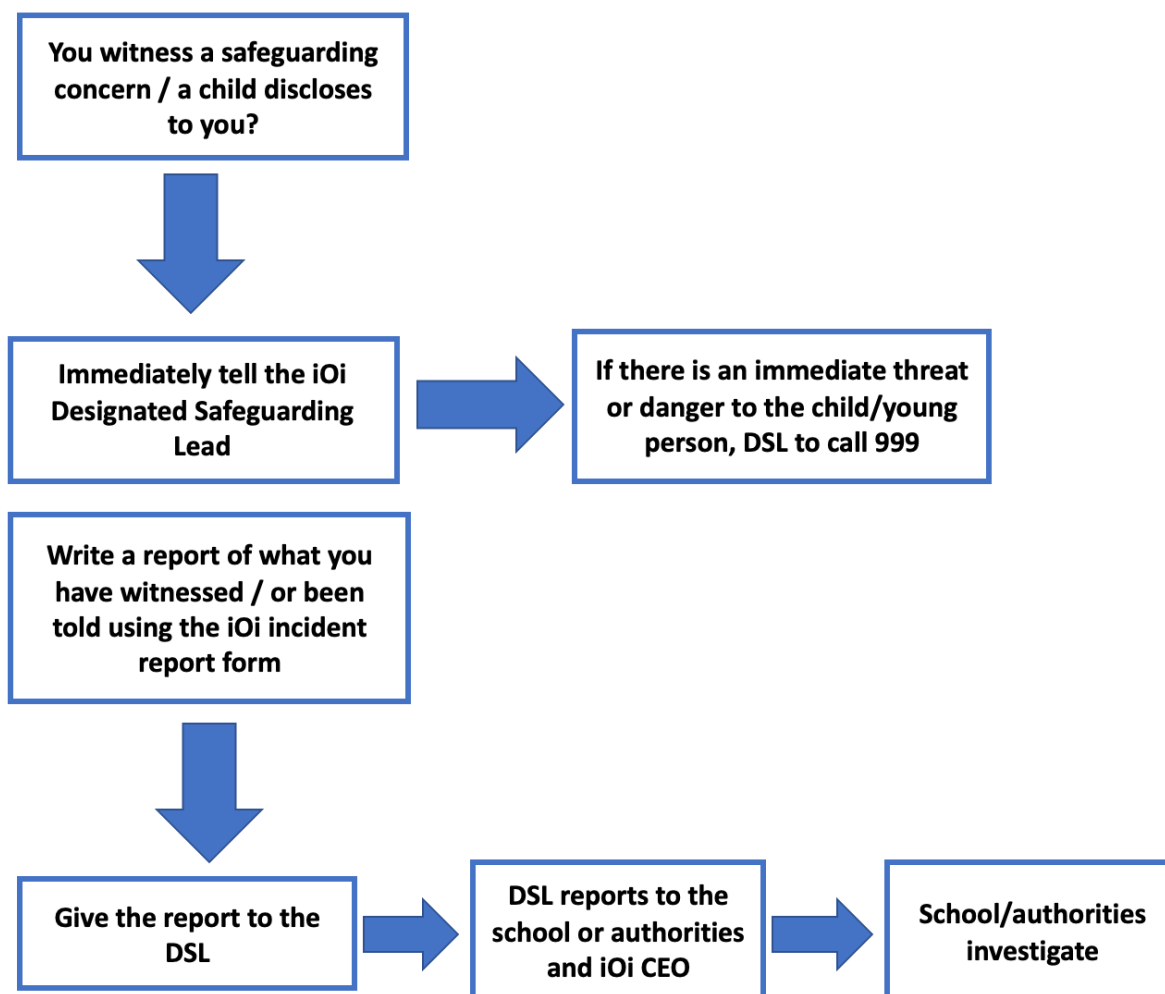 You witness a safeguarding
concern / a child discloses
to you?
Immediately tell the iOi
Designated Safeguarding
Lead
If there is an immediate threat
or danger to the child/young
person, DSL to call 999
Write a report of what you
have witnessed / or been
told using the iOi incident
report form
Give the report to the
DSL
DSL reports to the
school or authorities
and iOi CEO
School/authorities
investigate